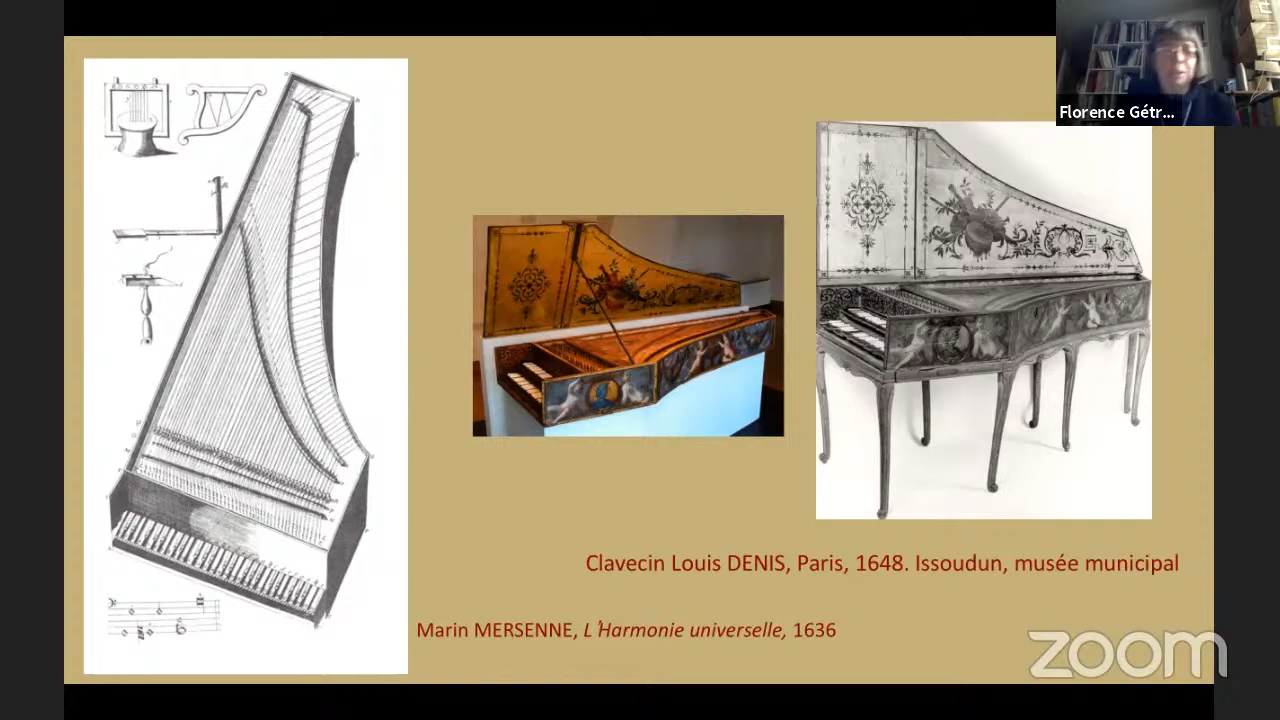 Florence Gétr...
Clavecin Louis DENIS, Paris, 1648. Issoudun, musée municipal
Marin MERSENNE, L'Harmonie universelle, 1636
zoom